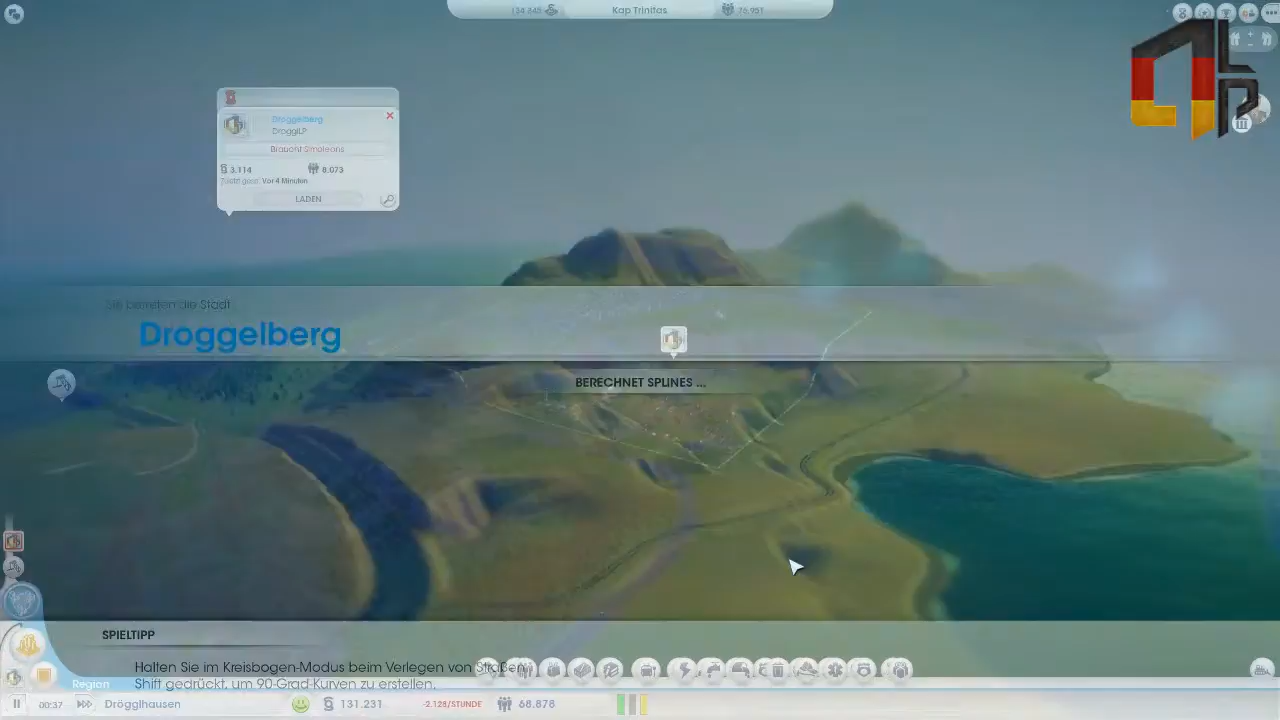 Kap Trinitas
Droggelberg
DroggiLP
Braucht Simoleons
3.114
8.073
Vor 4 Minuten
LADEN
Sie betreten die Stadt
Droggelberg
BERECHNET SPLINES ...
SPIELTIPP
Halten Sie im Kreisbogen-Modus beim Verlegen von Straßen
Shift gedrückt, um 90-Grad-Kurven zu erstellen.
Region
00:37
Drögglhausen
131.231
-2.128/STUNDE
68.878